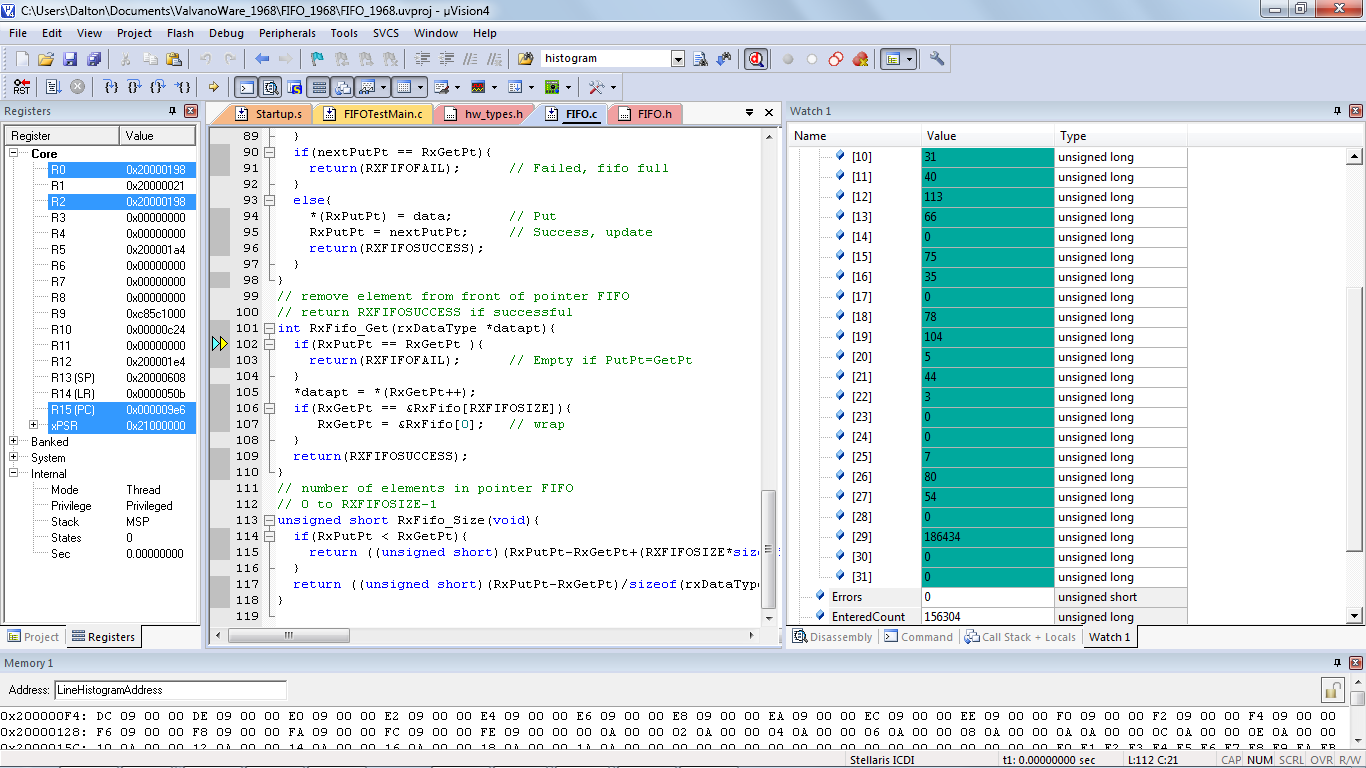 C:\Users\Dalton\Documents\ValvanoWare_1968\FIFO_1968\FIFO_1968.uvproj - µVision4
File Edit View Project Flash Debug Peripherals Tools SVCS Window Help
histogram
RST
Registers
Register Value
Core
R0 0x20000198
R1 0x20000021
R2 0x20000198
R3 0x00000000
R4 0x00000000
R5 0x200001a4
R6 0x00000000
R7 0x00000000
R8 0x00000000
R9 0xc85c1000
R10 0x00000c24
R11 0x00000000
R12 0x200001e4
R13 (SP) 0x20000608
R14 (LR) 0x0000050b
R15 (PC) 0x000009e6
xPSR 0x21000000
Banked
System
Internal
Mode Thread
Privilege Privileged
Stack MSP
States 0
Sec 0.00000000
Project Registers
Startup.s FIFOTestMain.c hw_types.h FIFO.c FIFO.h
89 }
90 if(nextPutPt == RxGetPt){
91 return(RXFIFOFAIL); // Failed, fifo full
92 }
93 else{
94 *(RxPutPt) = data; // Put
95 RxPutPt = nextPutPt; // Success, update
96 return(RXFIFOSUCCESS);
97 }
98 }
99 // remove element from front of pointer FIFO
100 // return RXFIFOSUCCESS if successful
101 int RxFifo_Get(rxDataType *datapt){
102 if(RxPutPt == RxGetPt ){
103 return(RXFIFOFAIL); // Empty if PutPt=GetPt
104 }
105 *datapt = *(RxGetPt++);
106 if(RxGetPt == &RxFifo[RXFIFOSIZE]){
107 RxGetPt = &RxFifo[0]; // wrap
108 }
109 return(RXFIFOSUCCESS);
110 }
111 // number of elements in pointer FIFO
112 // 0 to RXFIFOSIZE-1
113 unsigned short RxFifo_Size(void){
114 if(RxPutPt < RxGetPt){
115 return ((unsigned short)(RxPutPt-RxGetPt+(RXFIFOSIZE*size
116 }
117 return ((unsigned short)(RxPutPt-RxGetPt)/sizeof(rxDataType
118 }
119
Watch 1
Name Value Type
[10] 31 unsigned long
[11] 40 unsigned long
[12] 113 unsigned long
[13] 66 unsigned long
[14] 0 unsigned long
[15] 75 unsigned long
[16] 35 unsigned long
[17] 0 unsigned long
[18] 78 unsigned long
[19] 104 unsigned long
[20] 5 unsigned long
[21] 44 unsigned long
[22] 3 unsigned long
[23] 0 unsigned long
[24] 0 unsigned long
[25] 7 unsigned long
[26] 80 unsigned long
[27] 54 unsigned long
[28] 0 unsigned long
[29] 186434 unsigned long
[30] 0 unsigned long
[31] 0 unsigned long
Errors 0 unsigned short
EnteredCount 156304 unsigned long
Disassembly Command Call Stack + Locals Watch 1
Memory 1
Address: LineHistogramAddress
0x200000F4: DC 09 00 00 DE 09 00 00 E0 09 00 00 E2 09 00 00 E4 09 00 00 E6 09 00 00 E8 09 00 00 EA 09 00 00 EC 09 00 00 EE 09 00 00 F0 09 00 00 F2 09 00 00 F4 09 00 00
0x20000128: F6 09 00 00 F8 09 00 00 FA 09 00 00 FC 09 00 00 FE 09 00 00 00 0A 00 00 02 0A 00 00 04 0A 00 00 06 0A 00 00 08 0A 00 00 0A 0A 00 00 0C 0A 00 00 0E 0A 00 00
Stellaris ICDI t1: 0.00000000 sec L:112 C:21 CAP NUM SCRL OVR R/W